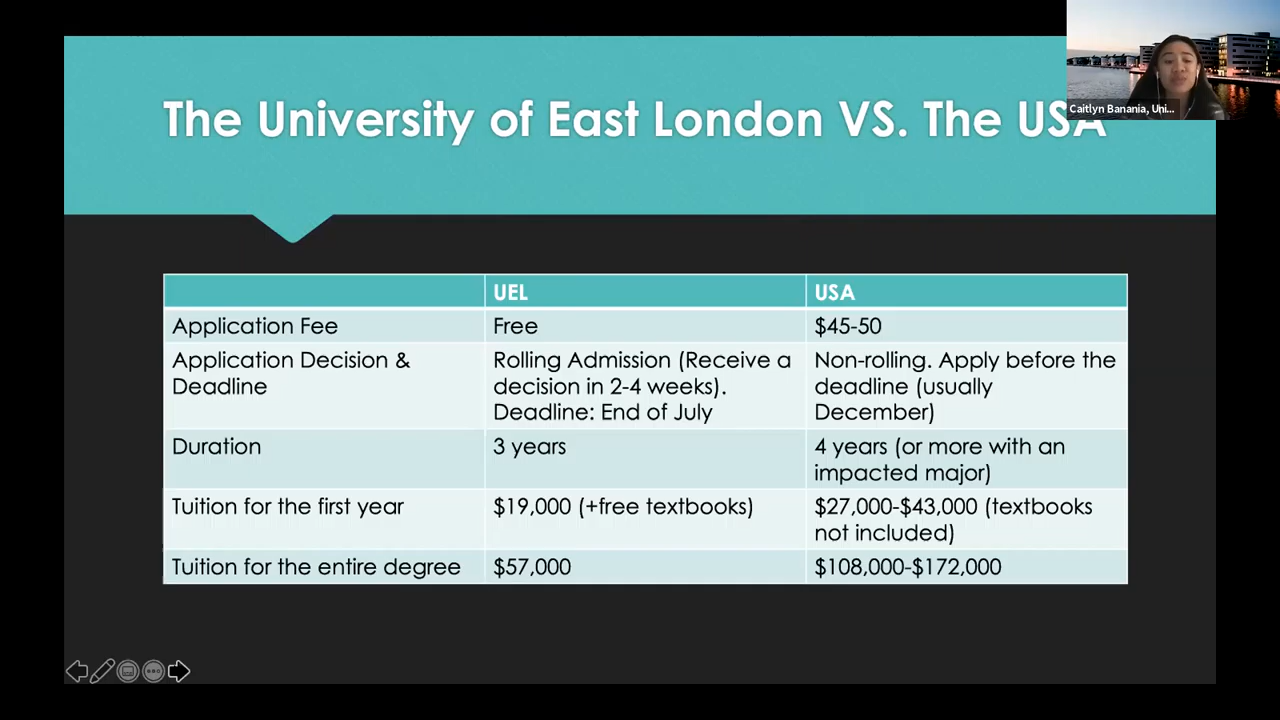 The University of East London VS. The USA
Caitlyn Banania, Uni...
UEL
USA
Application Fee
Free
$45-50
Application Decision &
Deadline
Rolling Admission (Receive a
decision in 2-4 weeks).
Deadline: End of July
Non-rolling. Apply before the
deadline (usually
December)
Duration
3 years
4 years (or more with an
impacted major)
Tuition for the first year
$19,000 (+free textbooks)
$27,000-$43,000 (textbooks
not included)
Tuition for the entire degree
$57,000
$108,000-$172,000